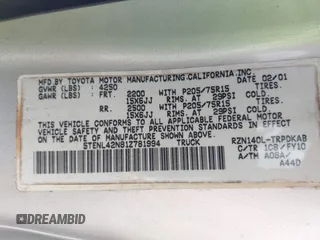 MFD.BY TOYOTA MOTOR MANUFACTURING CALIFORNIA,INC.
GVWR (LBS) : 4250 DATE 02/01
GAWR (LBS) : FRT. 2200 WITH P205/75R15 TIRES.
15X6JJ RIMS. AT 29PSI COLD.
RR. 2500 WITH P205/75R15 TIRES.
15X6JJ RIMS. AT 29PSI COLD.
THIS VEHICLE CONFORMS TO ALL APPLICABLE FEDERAL MOTOR
VEHICLE SAFETY STANDARDS IN EFFECT ON THE DATE OF
MANUFACTURE SHOWN ABOVE.
5TENL42N81Z781994 TRUCK RZN140L-TRPDKAB
C/TR 1C8/FY10
A/TM A08A/
A44D
DREAMBID